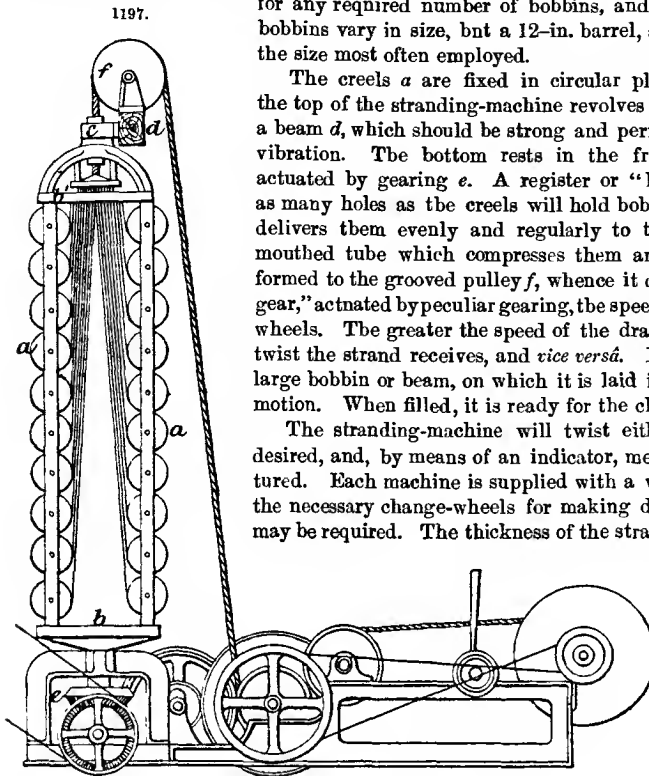 1197.
for any required number of bobbins, and
bobbins vary in size, bnt a 12–in. barrel,
the size most often employed.
The creels a are fixed in circular pl
the top of the stranding-machine revolves
a beam d, which should be strong and per
vibration. Tbe bottom rests in the fr
actuated by gearing e. A register or “
as many holes as tbe creels will hold bob
delivers tbem evenly and regularly to t
mouthed tube which compresses them an
formed to the grooved pulley f, whence it
gear,” actnated by peculiar gearing, tbe spee
wheels. Tbe greater the speed of the dra
twist the strand receives, and vice versâ.
large bobbin or beam, on which it is laid i
motion. When filled, it is ready for the cl
The stranding-machine will twist eith
desired, and, by means of an indicator, me
tured. Each machine is supplied with a
the necessary change-wheels for making d
may be required. The thickness of the stra
f
c d
b'
a
a
b
e